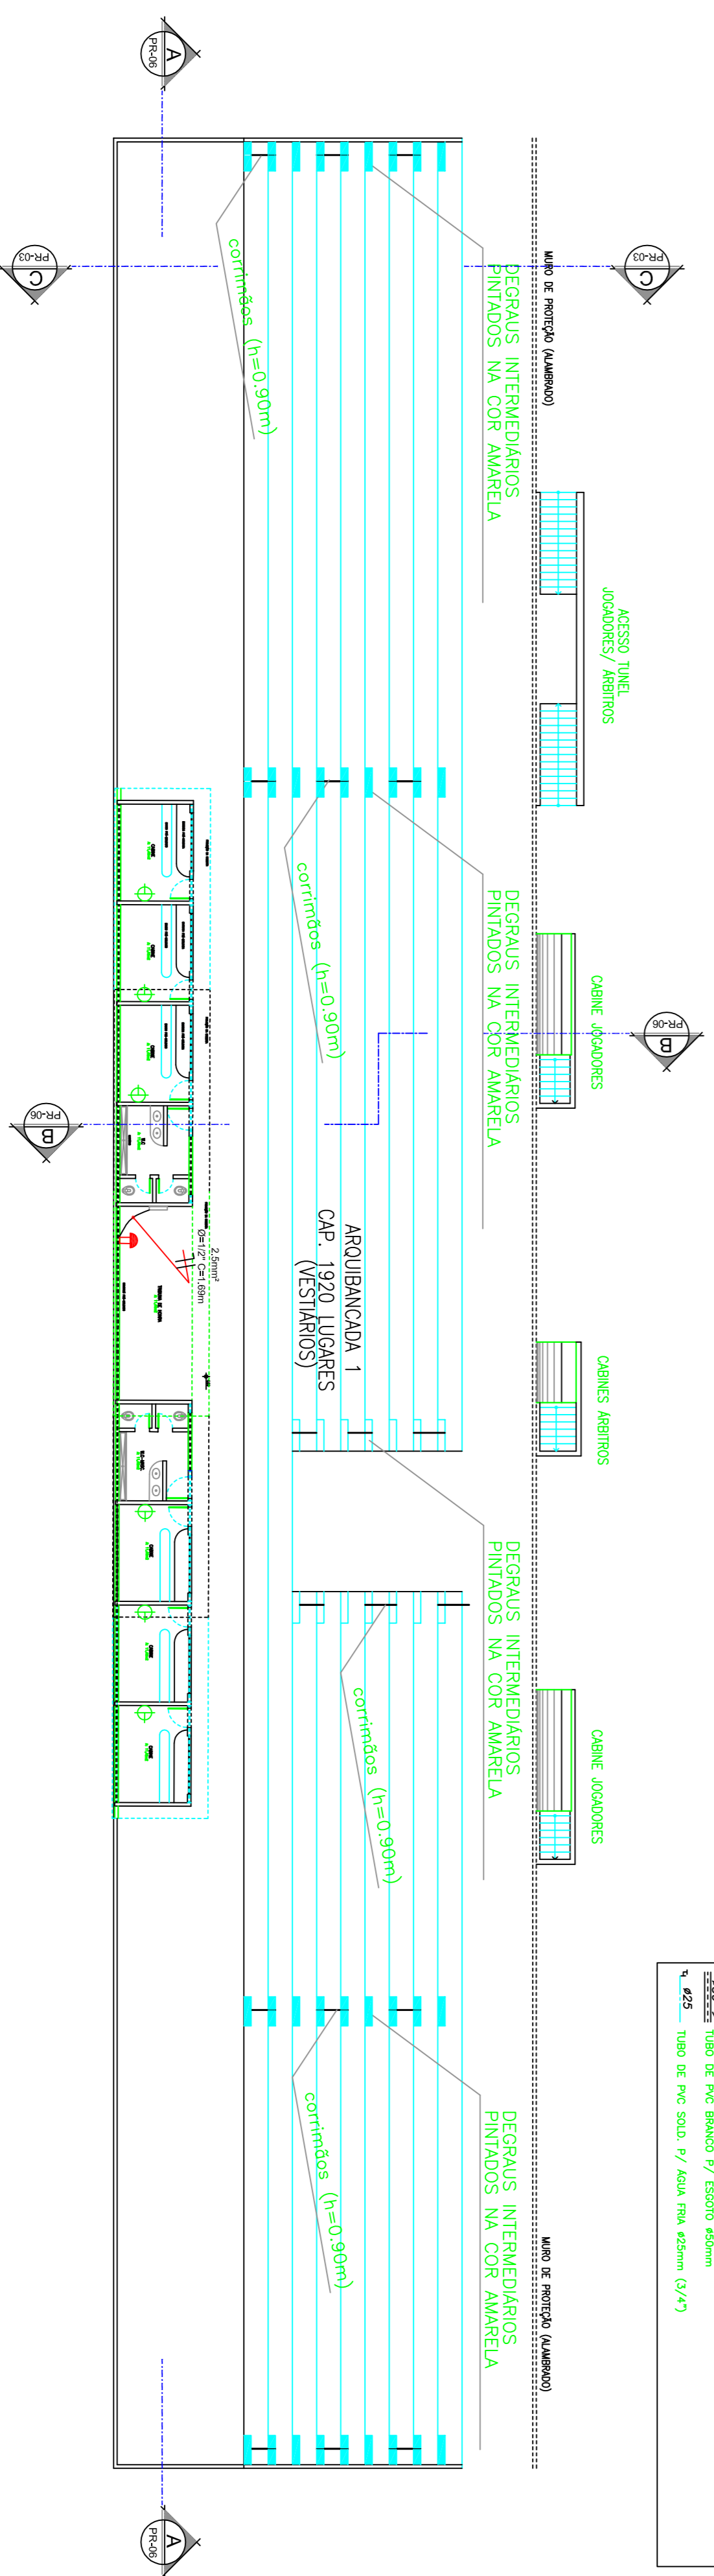 A
PR-06
C
PR-03
C
PR-03
MURO DE PROTEÇÃO (ALAMBRADO)
DEGRAUS INTERMEDIÁRIOS
PINTADOS NA COR AMARELA
corrimãos (h=0.90m)
ACESSO TUNEL
JOGADORES/ ÁRBITROS
DEGRAUS INTERMEDIÁRIOS
PINTADOS NA COR AMARELA
corrimãos (h=0.90m)
CABINE JOGADORES
B
PR-06
B
PR-06
2,5mm²
Ø=1/2" C=1,69m
ARQUIBANCADA 1
CAP. 1920 LUGARES
(VESTIÁRIOS)
CABINES ÁRBITROS
DEGRAUS INTERMEDIÁRIOS
PINTADOS NA COR AMARELA
corrimãos (h=0.90m)
CABINE JOGADORES
DEGRAUS INTERMEDIÁRIOS
PINTADOS NA COR AMARELA
corrimãos (h=0.90m)
MURO DE PROTEÇÃO (ALAMBRADO)
TUBO DE PVC BRANCO P/ ESGOTO ø50mm
ø25 TUBO DE PVC SOLD. P/ ÁGUA FRIA ø25mm (3/4")
A
PR-06